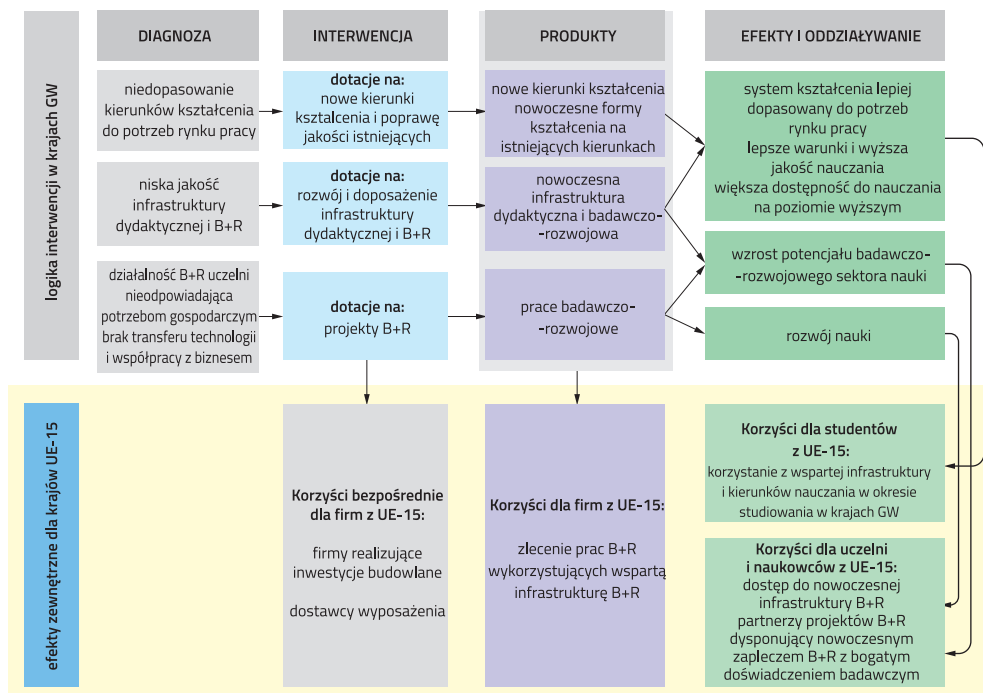 DIAGNOZA
INTERWENCJA
PRODUKTY
EFEKTY I ODDZIAŁYWANIE
logika interwencji w krajach GW
niedopasowanie
kierunków kształcenia
do potrzeb rynku pracy
dotacje na:
nowe kierunki
kształcenia i poprawę
jakości istniejących
nowe kierunki kształcenia
nowoczesne formy
kształcenia na
istniejących kierunkach
system kształcenia lepiej
dopasowany do potrzeb
rynku pracy
lepsze warunki i wyższa
jakość nauczania
większa dostępność do nauczania
na poziomie wyższym
niska jakość
infrastruktury
dydaktycznej i B+R
dotacje na:
rozwój i doposażenie
infrastruktury
dydaktycznej i B+R
nowoczesna
infrastruktura
dydaktyczna i badawczo-
-rozwojowa
wzrost potencjału badawczo-
-rozwojowego sektora nauki
działalność B+R uczelni
nieodpowiadająca
potrzebom gospodarczym
brak transferu technologii
i współpracy z biznesem
dotacje na:
projekty B+R
prace badawczo-
-rozwojowe
rozwój nauki
efekty zewnętrzne dla krajów UE-15
Korzyści bezpośrednie
dla firm z UE-15:
firmy realizujące
inwestycje budowlane
dostawcy wyposażenia
Korzyści dla firm z UE-15:
zlecenie prac B+R
wykorzystujących wspartą
infrastrukturę B+R
Korzyści dla studentów
z UE-15:
korzystanie z wspartej infrastruktury
i kierunków nauczania w okresie
studiowania w krajach GW
Korzyści dla uczelni
i naukowców z UE-15:
dostęp do nowoczesnej
infrastruktury B+R
partnerzy projektów B+R
dysponujący nowoczesnym
zapleczem B+R z bogatym
doświadczeniem badawczym